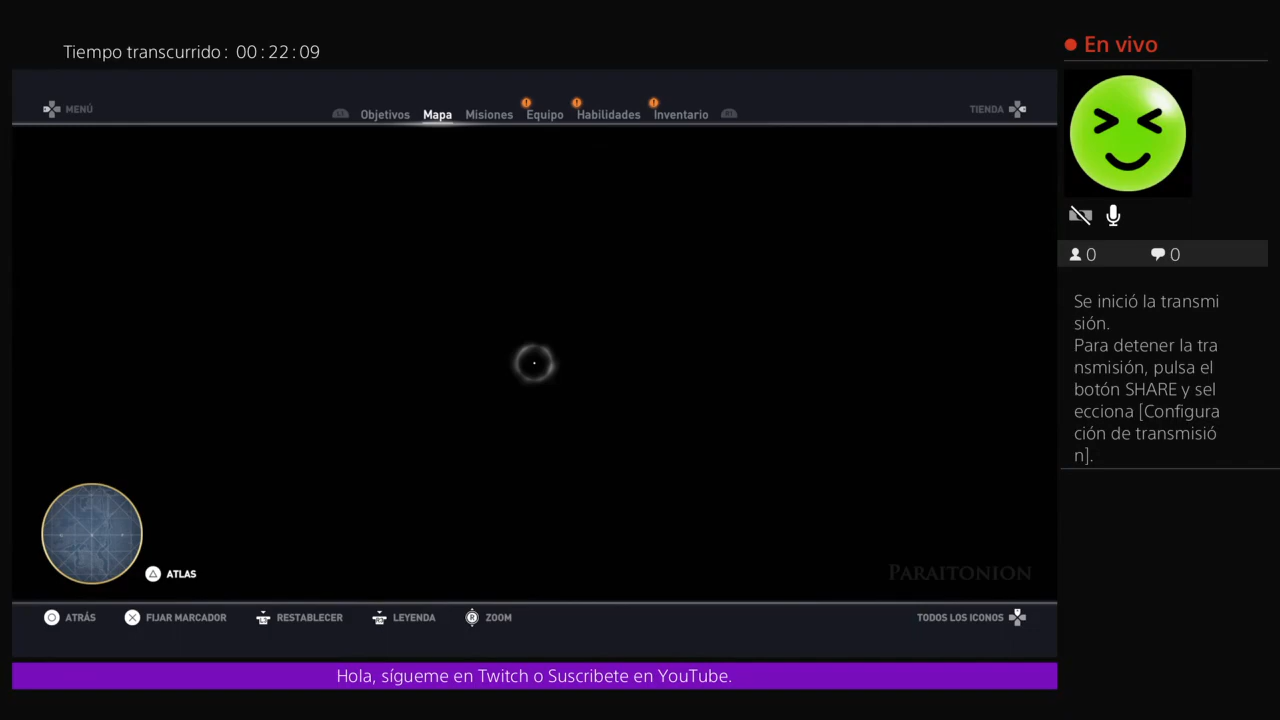 Tiempo transcurrido: 00:22:09
En vivo
MENÚ
Objetivos Mapa Misiones Equipo Habilidades Inventario
TIENDA
0 0
Se inició la transmi
sión.
Para detener la tra
nsmisión, pulsa el
botón SHARE y sel
ecciona [Configura
ción de transmisió
n].
ATLAS
PARAITONION
ATRÁS FIJAR MARCADOR RESTABLECER LEYENDA R ZOOM TODOS LOS ICONOS
Hola, sígueme en Twitch o Suscribete en YouTube.